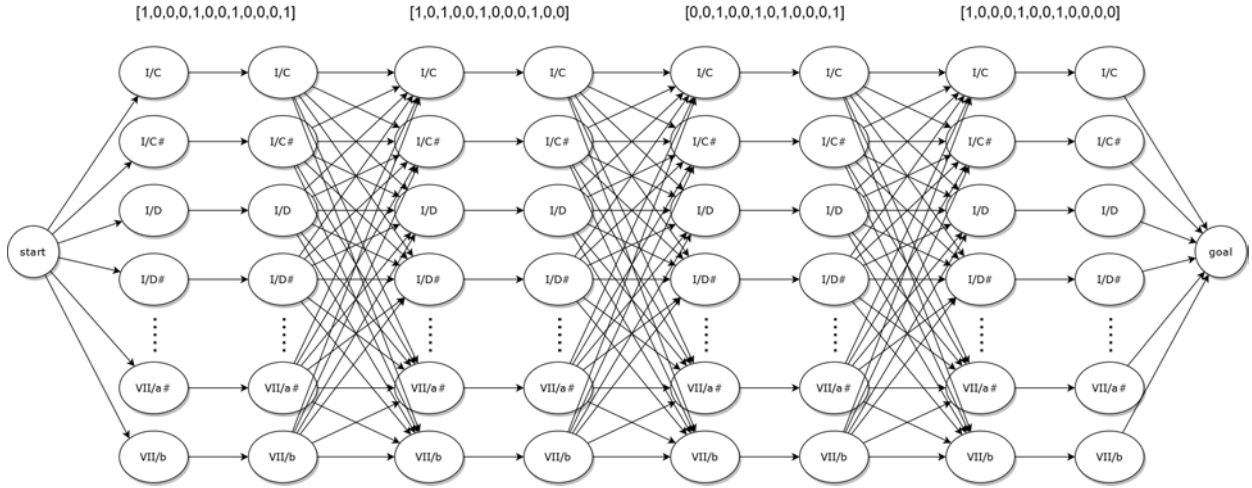 [1,0,0,0,1,0,0,1,0,0,0,1] [1,0,1,0,0,1,0,0,0,1,0,0] [0,0,1,0,0,1,0,1,0,0,0,1] [1,0,0,0,1,0,0,1,0,0,0,0]
I/C I/C I/C I/C I/C I/C I/C I/C
I/C# I/C# I/C# I/C# I/C# I/C# I/C# I/C#
I/D I/D I/D I/D I/D I/D I/D I/D
start goal
I/D# I/D# I/D# I/D# I/D# I/D# I/D# I/D#
VII/a# VII/a# VII/a# VII/a# VII/a# VII/a# VII/a# VII/a#
VII/b VII/b VII/b VII/b VII/b VII/b VII/b VII/b